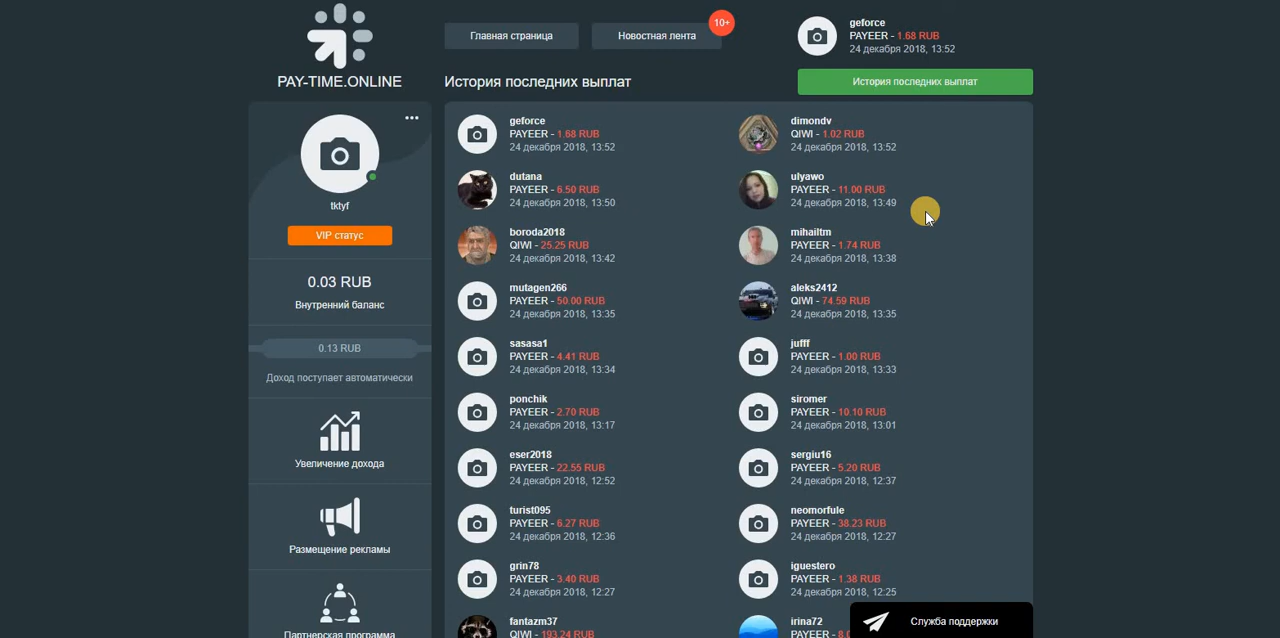 PAY-TIME.ONLINE
Главная страница
Новостная лента
10+
geforce
PAYEER - 1.68 RUB
24 декабря 2018, 13:52
История последних выплат
История последних выплат
tktyf
VIP статус
0.03 RUB
Внутренний баланс
0.13 RUB
Доход поступает автоматически
Увеличение дохода
Размещение рекламы
Партнерская программа
geforce
PAYEER - 1.68 RUB
24 декабря 2018, 13:52
dimondv
QIWI - 1.02 RUB
24 декабря 2018, 13:52
dutana
PAYEER - 6.50 RUB
24 декабря 2018, 13:50
ulyawo
PAYEER - 11.00 RUB
24 декабря 2018, 13:49
boroda2018
QIWI - 25.25 RUB
24 декабря 2018, 13:42
mihailtm
PAYEER - 1.74 RUB
24 декабря 2018, 13:38
mutagen266
PAYEER - 50.00 RUB
24 декабря 2018, 13:35
aleks2412
QIWI - 74.59 RUB
24 декабря 2018, 13:35
sasasa1
PAYEER - 4.41 RUB
24 декабря 2018, 13:34
jufff
PAYEER - 1.00 RUB
24 декабря 2018, 13:33
ponchik
PAYEER - 2.70 RUB
24 декабря 2018, 13:17
siromer
PAYEER - 10.10 RUB
24 декабря 2018, 13:01
eser2018
PAYEER - 22.55 RUB
24 декабря 2018, 12:52
sergiu16
PAYEER - 5.20 RUB
24 декабря 2018, 12:37
turist095
PAYEER - 6.27 RUB
24 декабря 2018, 12:36
neomorfule
PAYEER - 38.23 RUB
24 декабря 2018, 12:27
grin78
PAYEER - 3.40 RUB
24 декабря 2018, 12:27
iguestero
PAYEER - 1.38 RUB
24 декабря 2018, 12:25
fantazm37
QIWI - 193.24 RUB
irina72
PAYEER - 8.0
Служба поддержки